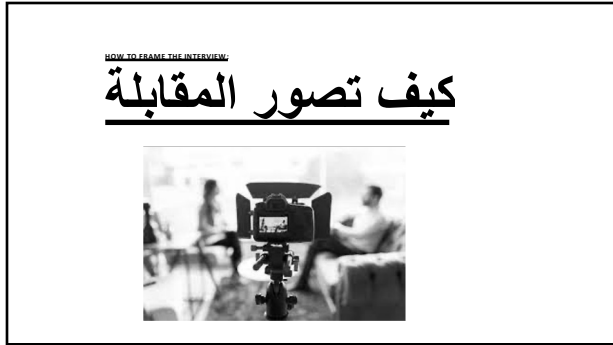 HOW TO FRAME THE INTERVIEW:
كيف تصور المقابلة